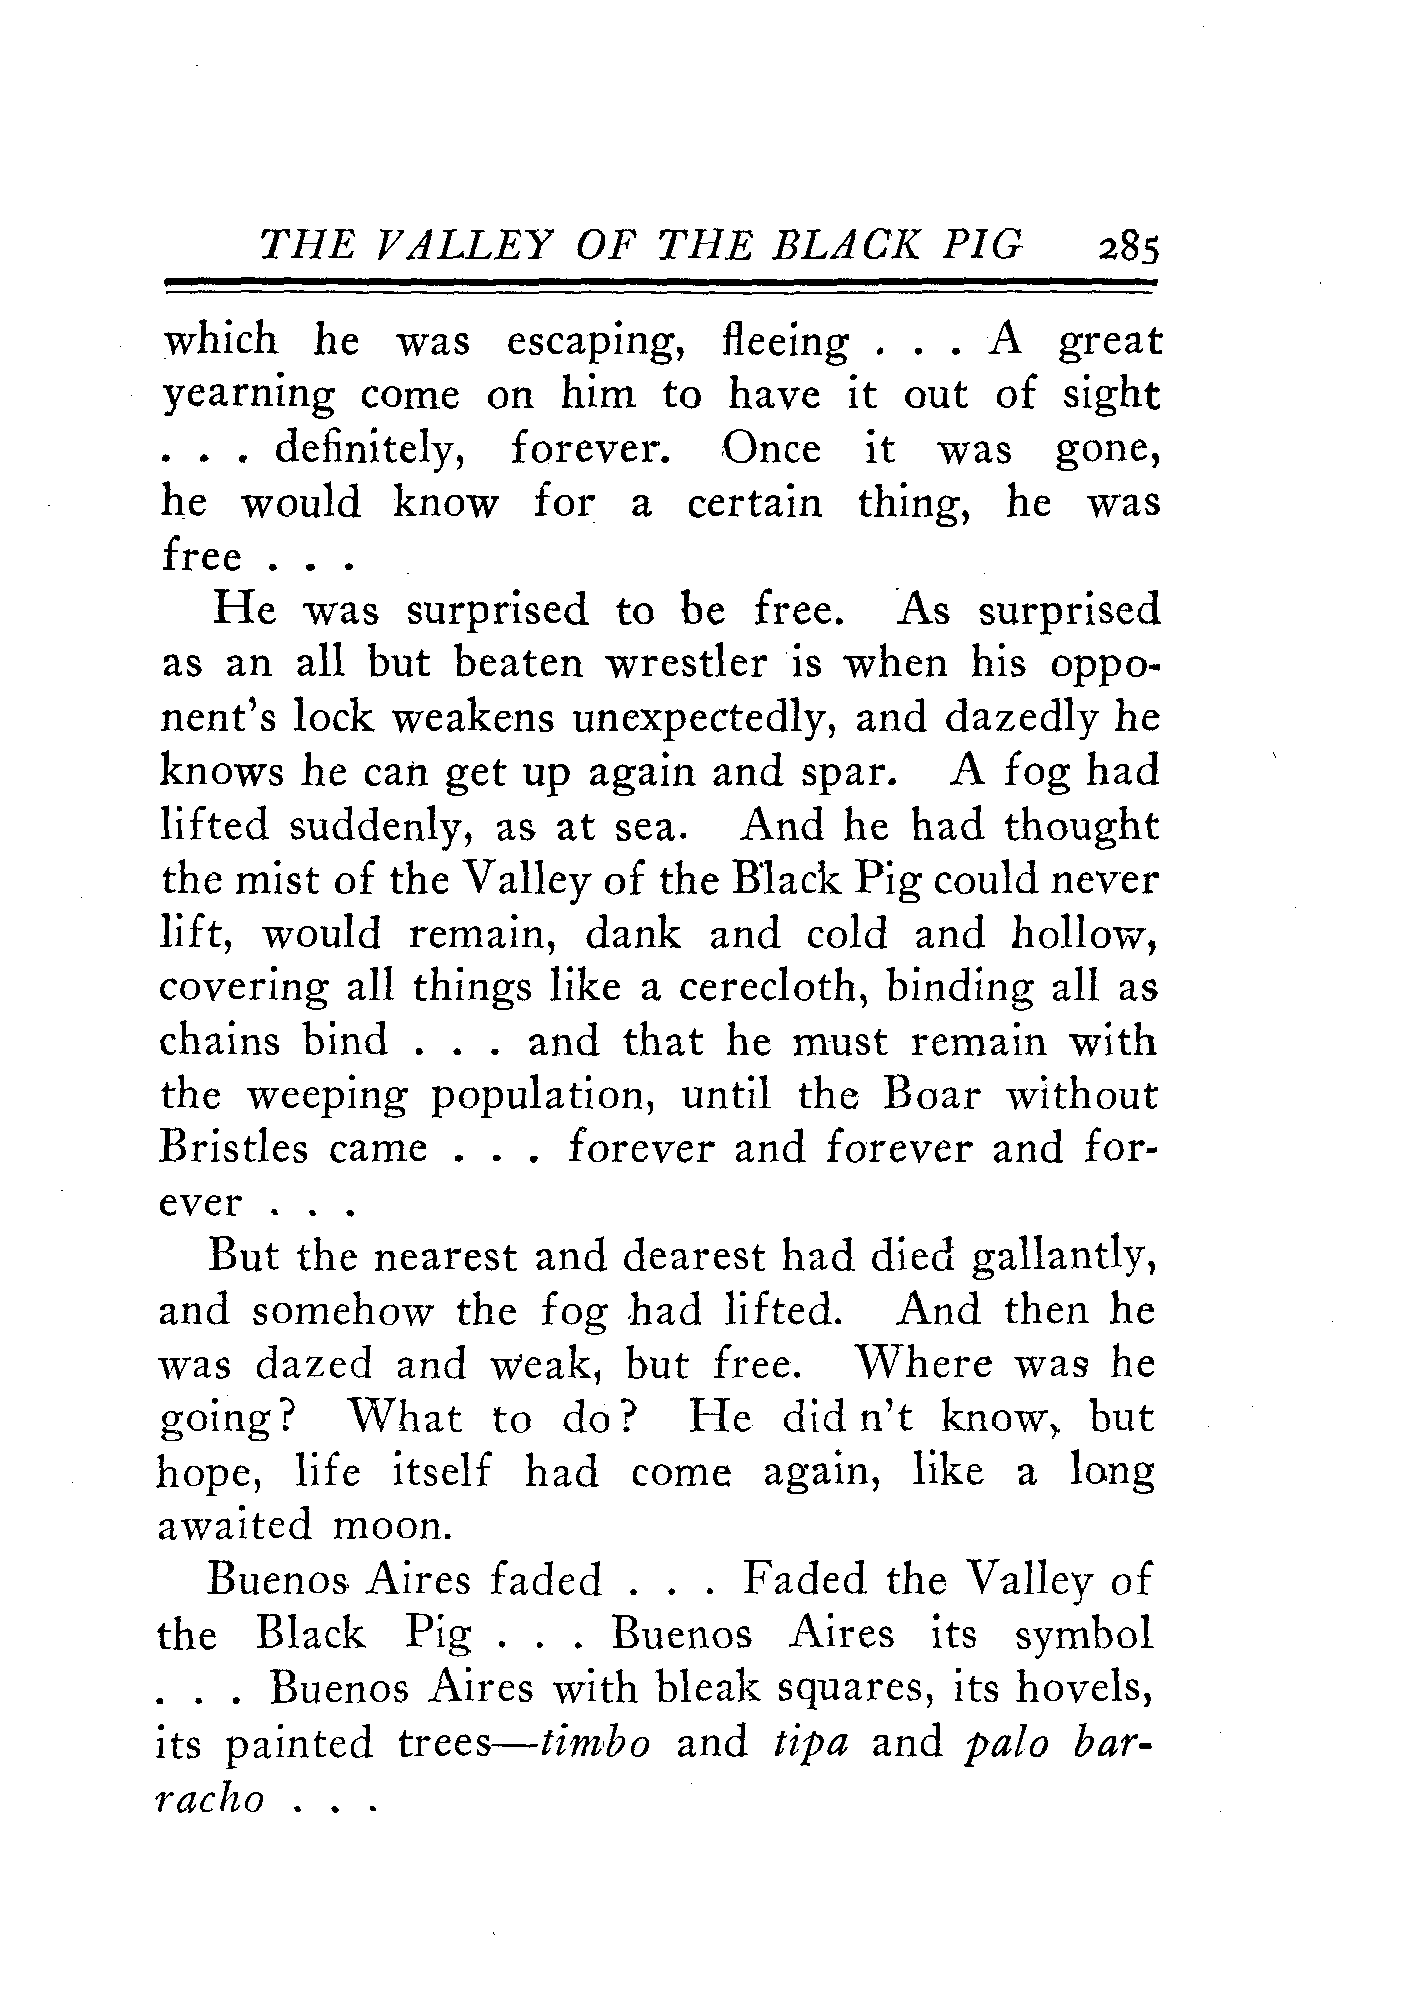 THE VALLEY OF THE BLACK PIG 285
which he was escaping, fleeing . . . A great
yearning come on him to have it out of sight
. . . definitely, forever. Once it was gone,
he would know for a certain thing, he was
free . . .
He was surprised to be free. As surprised
as an all but beaten wrestler is when his oppo-
nent's lock weakens unexpectedly, and dazedly he
knows he can get up again and spar. A fog had
lifted suddenly, as at sea. And he had thought
the mist of the Valley of the Black Pig could never
lift, would remain, dank and cold and hollow,
covering all things like a cerecloth, binding all as
chains bind . . . and that he must remain with
the weeping population, until the Boar without
Bristles came . . . forever and forever and for-
ever . . .
But the nearest and dearest had died gallantly,
and somehow the fog had lifted. And then he
was dazed and weak, but free. Where was he
going? What to do? He did n't know, but
hope, life itself had come again, like a long
awaited moon.
Buenos Aires faded . . . Faded the Valley of
the Black Pig . . . Buenos Aires its symbol
. . . Buenos Aires with bleak squares, its hovels,
its painted trees—timbo and tipa and palo bar-
racho . . .